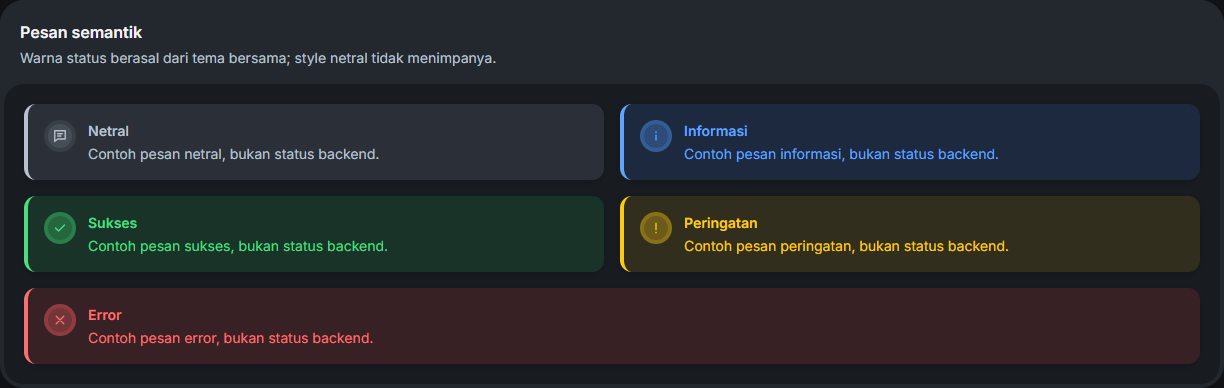 Pesan semantik
Warna status berasal dari tema bersama; style netral tidak menimpanya.
Netral
Contoh pesan netral, bukan status backend.
Informasi
Contoh pesan informasi, bukan status backend.
Sukses
Contoh pesan sukses, bukan status backend.
Peringatan
Contoh pesan peringatan, bukan status backend.
Error
Contoh pesan error, bukan status backend.